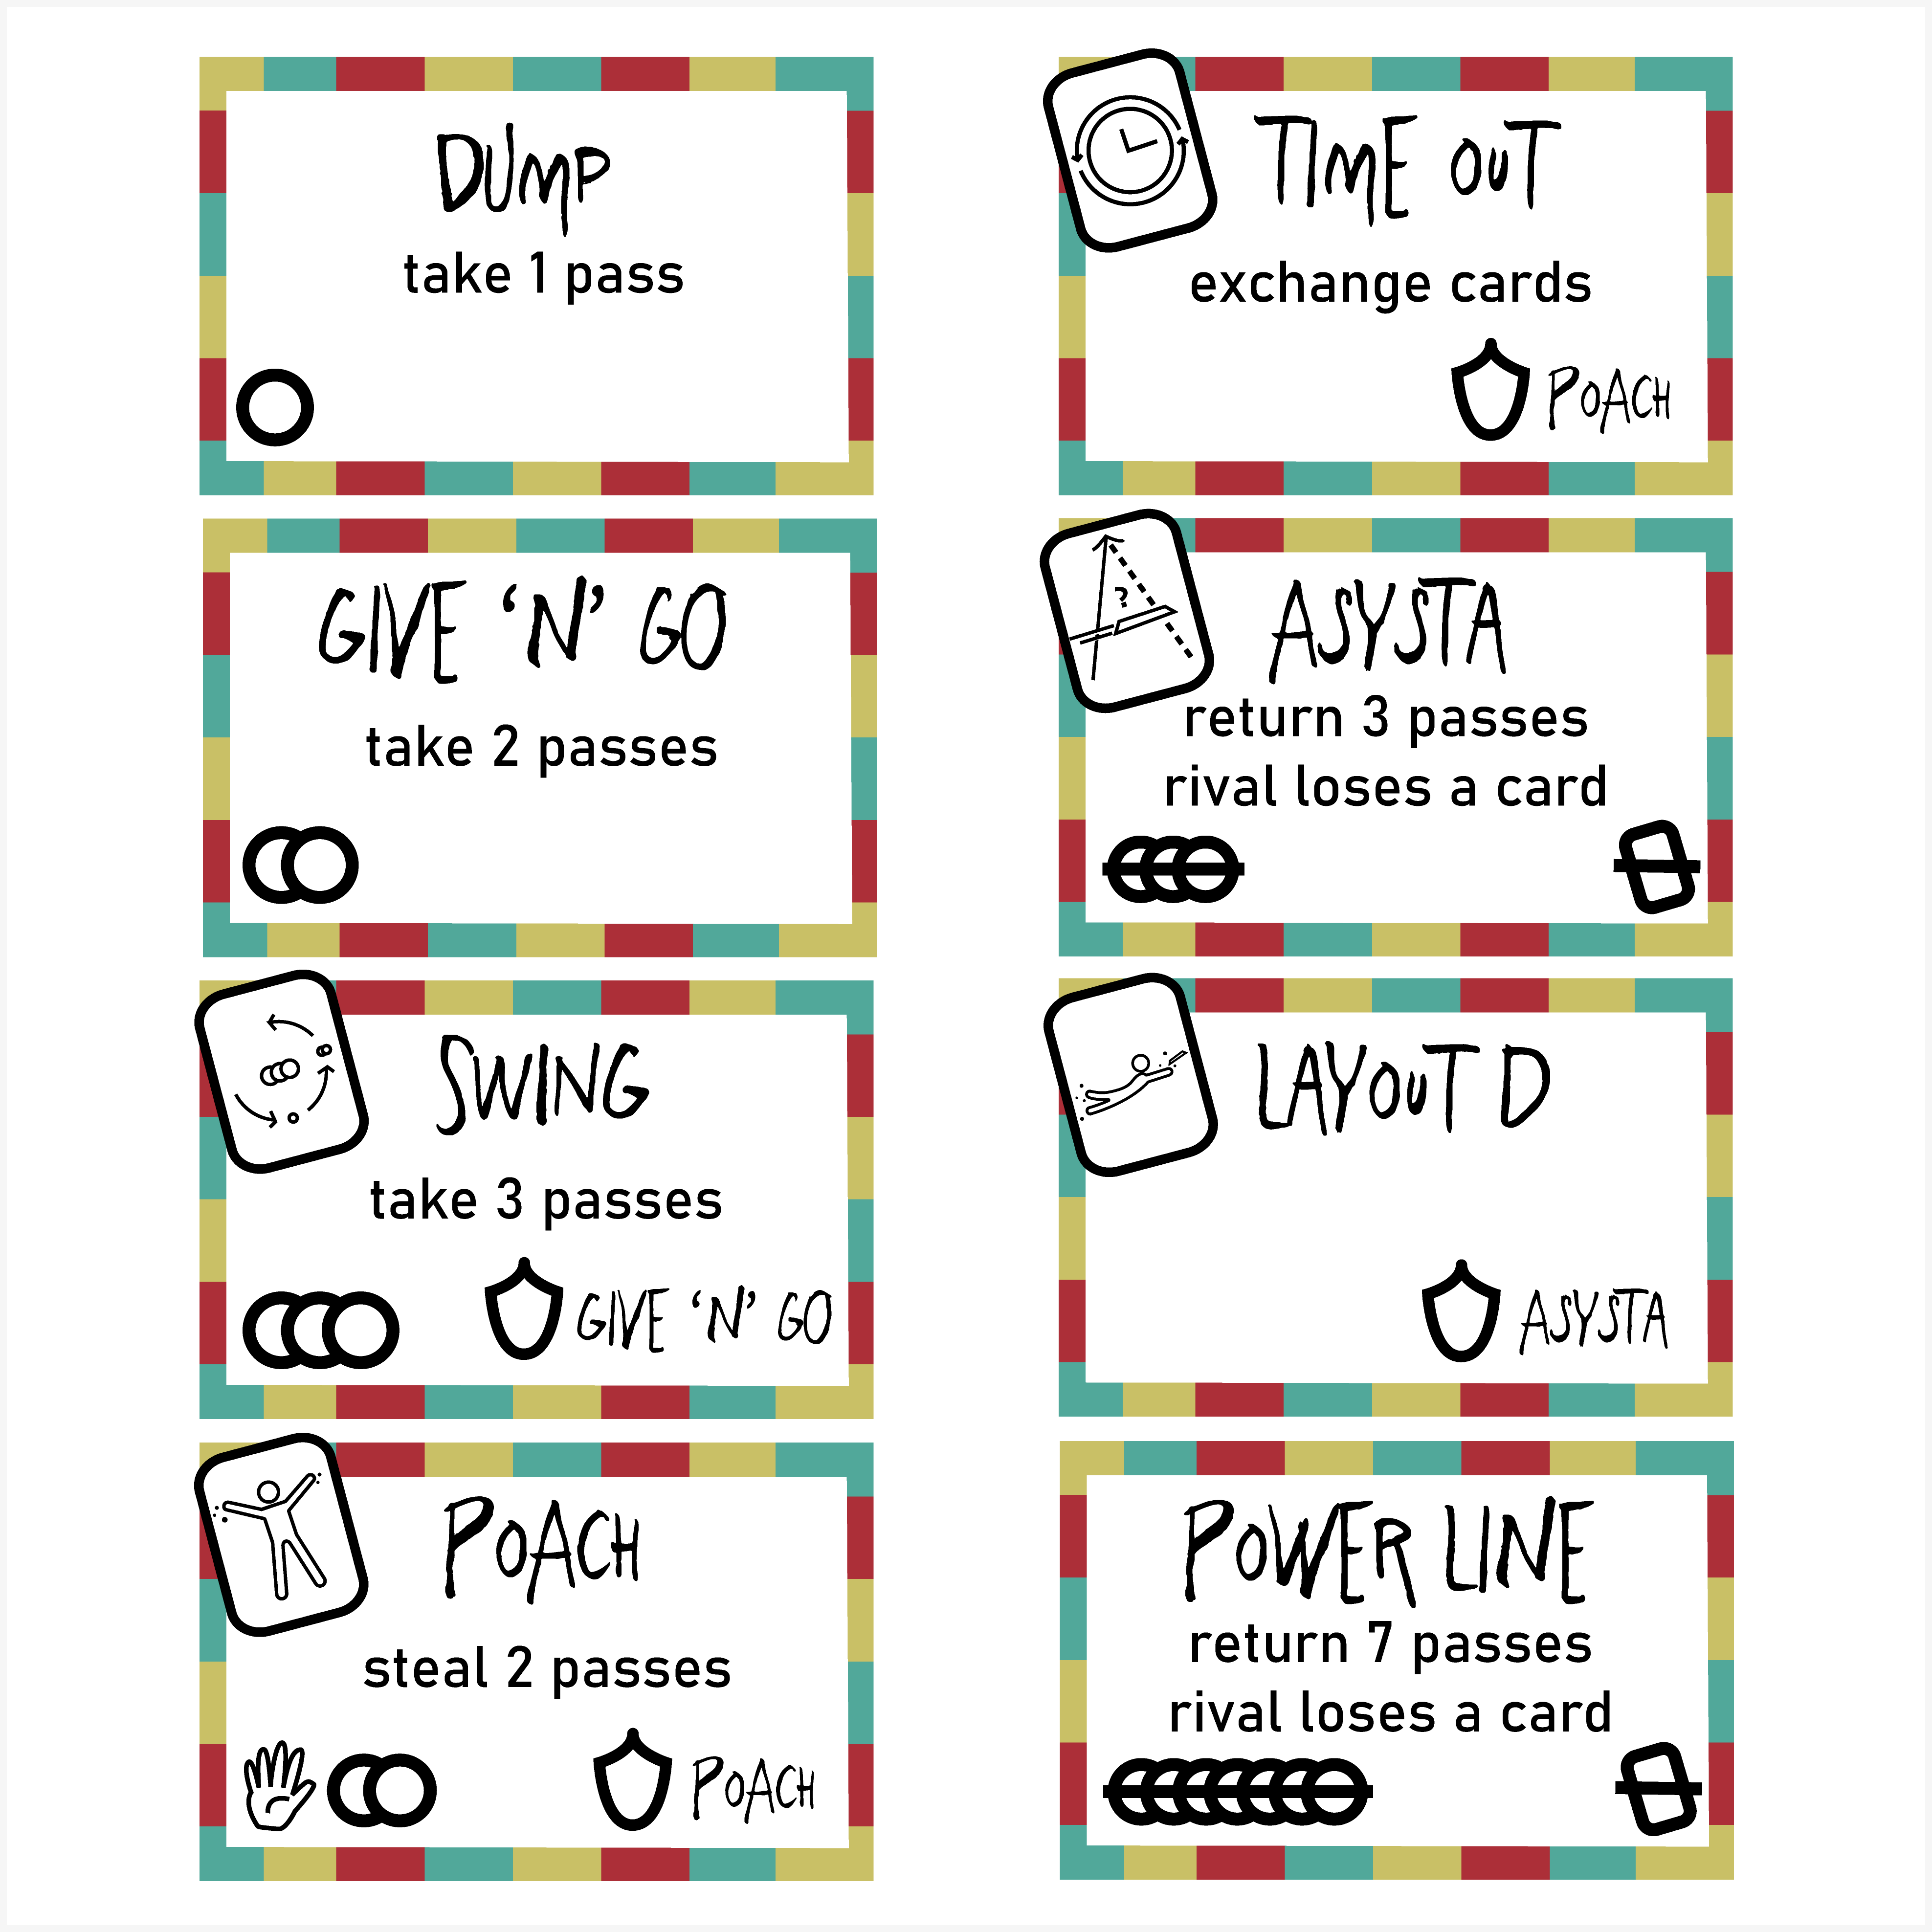 DUMP
take 1 pass
TIME OUT
exchange cards
POACH
GIVE ‘N’ GO
take 2 passes
ASYSTA
?
return 3 passes
rival loses a card
SWING
take 3 passes
GIVE ‘N’ GO
LAYOUT D
ASYSTA
POACH
steal 2 passes
POACH
POWER LINE
return 7 passes
rival loses a card